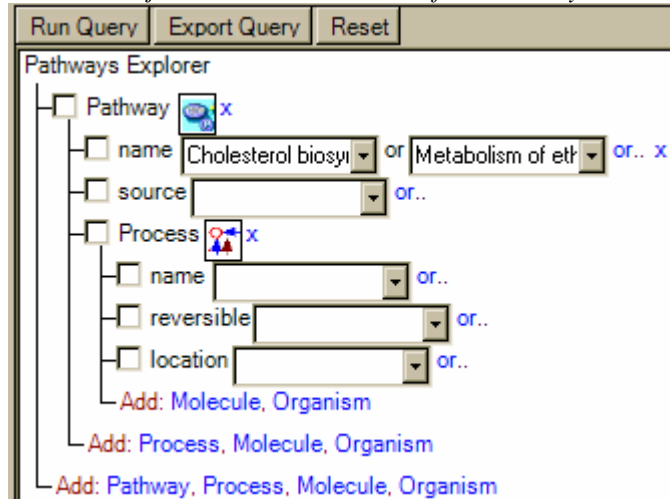 Run Query Export Query Reset
Pathways Explorer
Pathway x
name Cholesterol biosyı or Metabolism of eth or.. x
source or..
Process x
name or..
reversible or..
location or..
Add: Molecule, Organism
Add: Process, Molecule, Organism
Add: Pathway, Process, Molecule, Organism